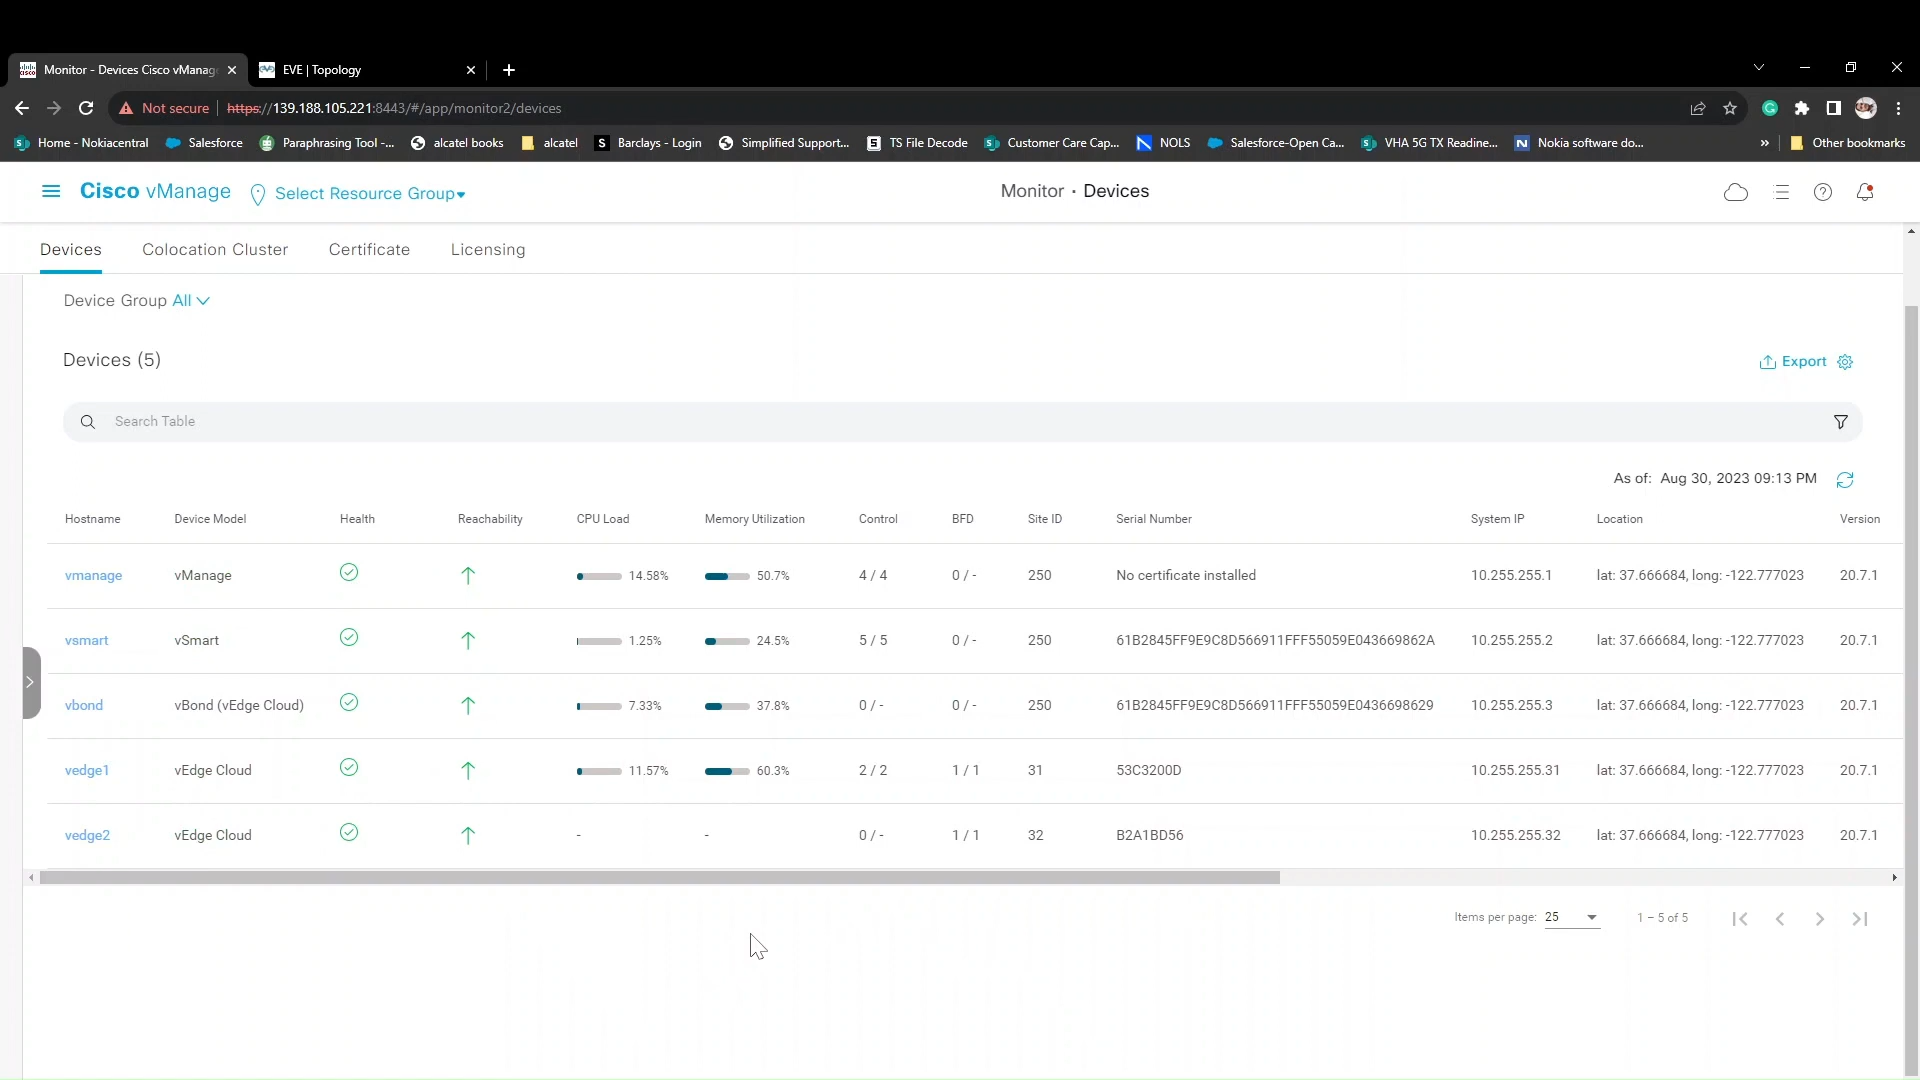 Monitor - Devices Cisco vManag
EVE | Topology
Not secure https://139.188.105.221:8443/#/app/monitor2/devices
Home - Nokiacentral Salesforce Paraphrasing Tool -... alcatel books alcatel Barclays - Login Simplified Support... TS File Decode Customer Care Cap... NOLS Salesforce-Open Ca... VHA 5G TX Readine... Nokia software do... » Other bookmarks
Cisco vManage Select Resource Group Monitor · Devices
Devices Colocation Cluster Certificate Licensing
Device Group All
Devices (5) Export
Search Table
As of: Aug 30, 2023 09:13 PM
Hostname Device Model Health Reachability CPU Load Memory Utilization Control BFD Site ID Serial Number System IP Location Version
vmanage vManage 14.58% 50.7% 4 / 4 0 / - 250 No certificate installed 10.255.255.1 lat: 37.666684, long: -122.777023 20.7.1
vsmart vSmart 1.25% 24.5% 5 / 5 0 / - 250 61B2845FF9E9C8D566911FFF55059E043669862A 10.255.255.2 lat: 37.666684, long: -122.777023 20.7.1
vbond vBond (vEdge Cloud) 7.33% 37.8% 0 / - 0 / - 250 61B2845FF9E9C8D566911FFF55059E0436698629 10.255.255.3 lat: 37.666684, long: -122.777023 20.7.1
vedge1 vEdge Cloud 11.57% 60.3% 2 / 2 1 / 1 31 53C3200D 10.255.255.31 lat: 37.666684, long: -122.777023 20.7.1
vedge2 vEdge Cloud - - 0 / - 1 / 1 32 B2A1BD56 10.255.255.32 lat: 37.666684, long: -122.777023 20.7.1
Items per page: 25 1 – 5 of 5